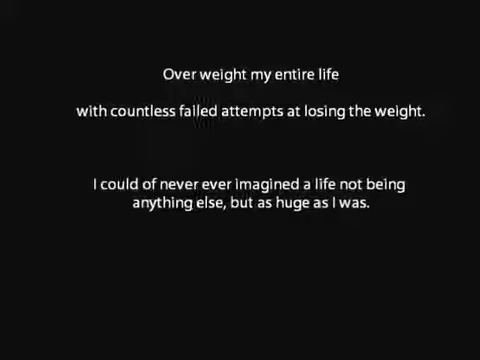 Over weight my entire life
with countless failed attempts at losing the weight.
I could of never ever imagined a life not being
anything else, but as huge as I was.